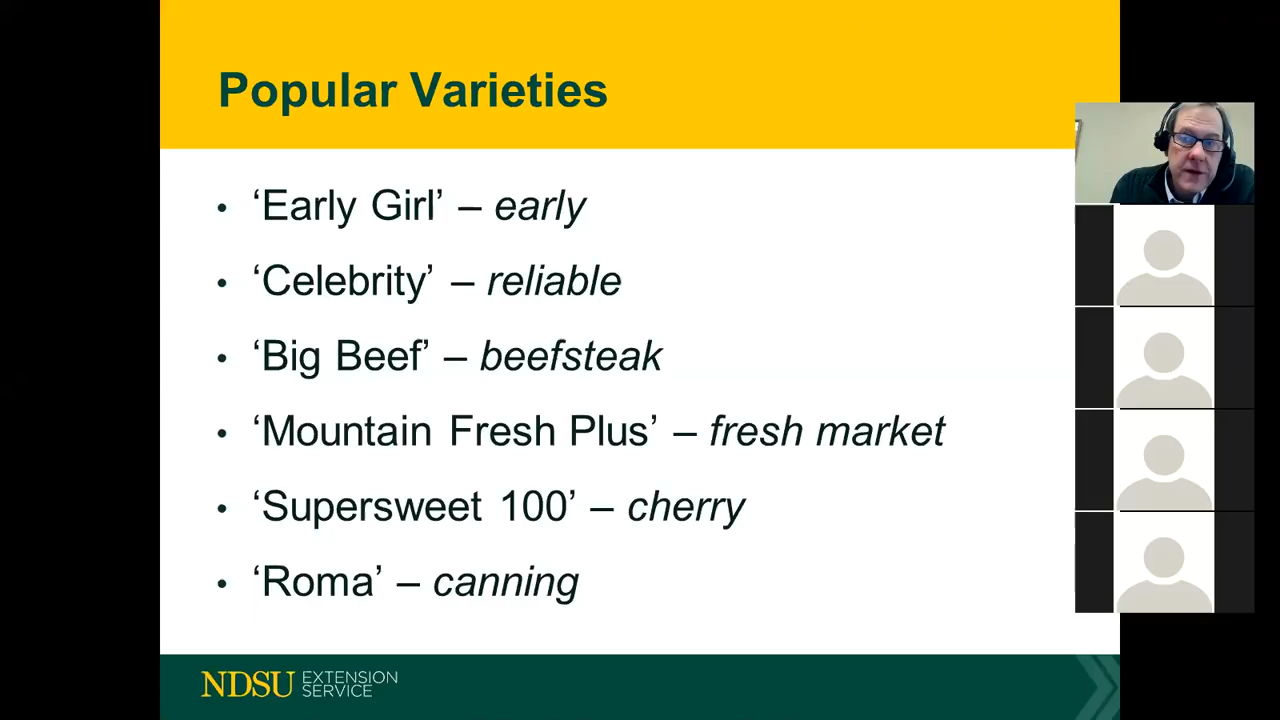 Popular Varieties
• ‘Early Girl’ – early
• ‘Celebrity’ – reliable
• ‘Big Beef’ – beefsteak
• ‘Mountain Fresh Plus’ – fresh market
• ‘Supersweet 100’ – cherry
• ‘Roma’ – canning
NDSU EXTENSION
SERVICE